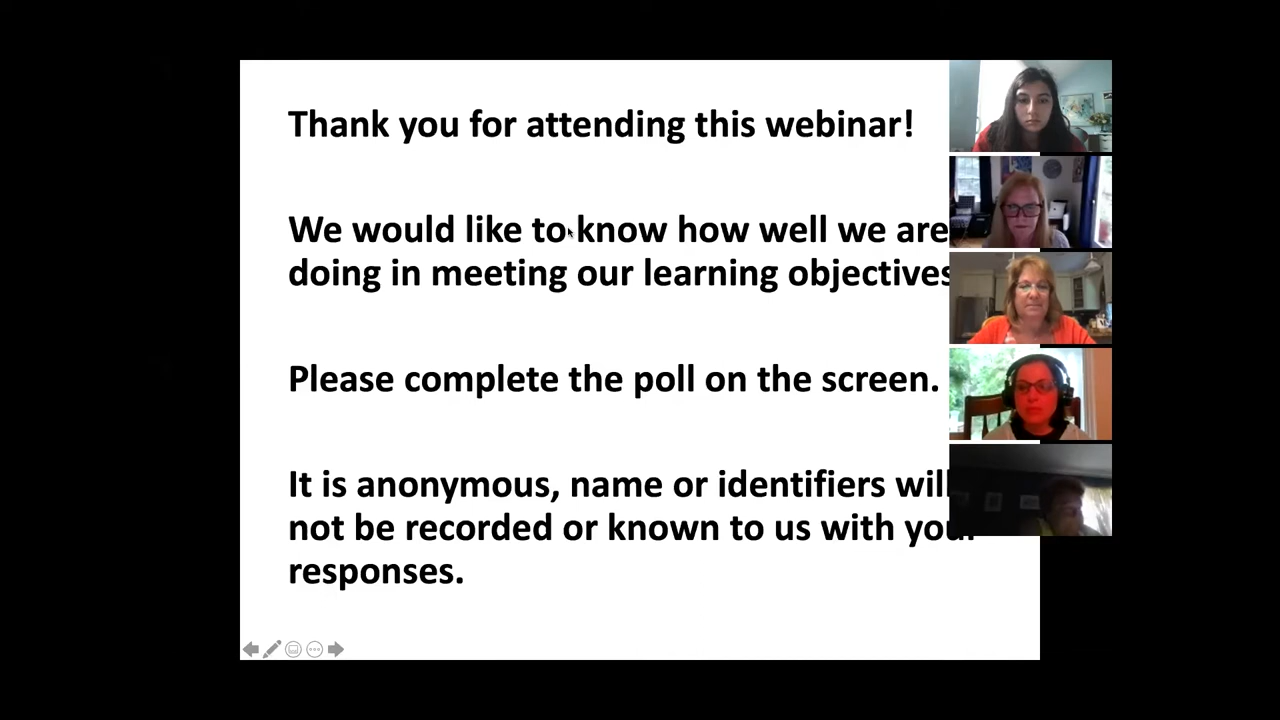 Thank you for attending this webinar!
We would like to know how well we are
doing in meeting our learning objectives
Please complete the poll on the screen.
It is anonymous, name or identifiers will
not be recorded or known to us with your
responses.